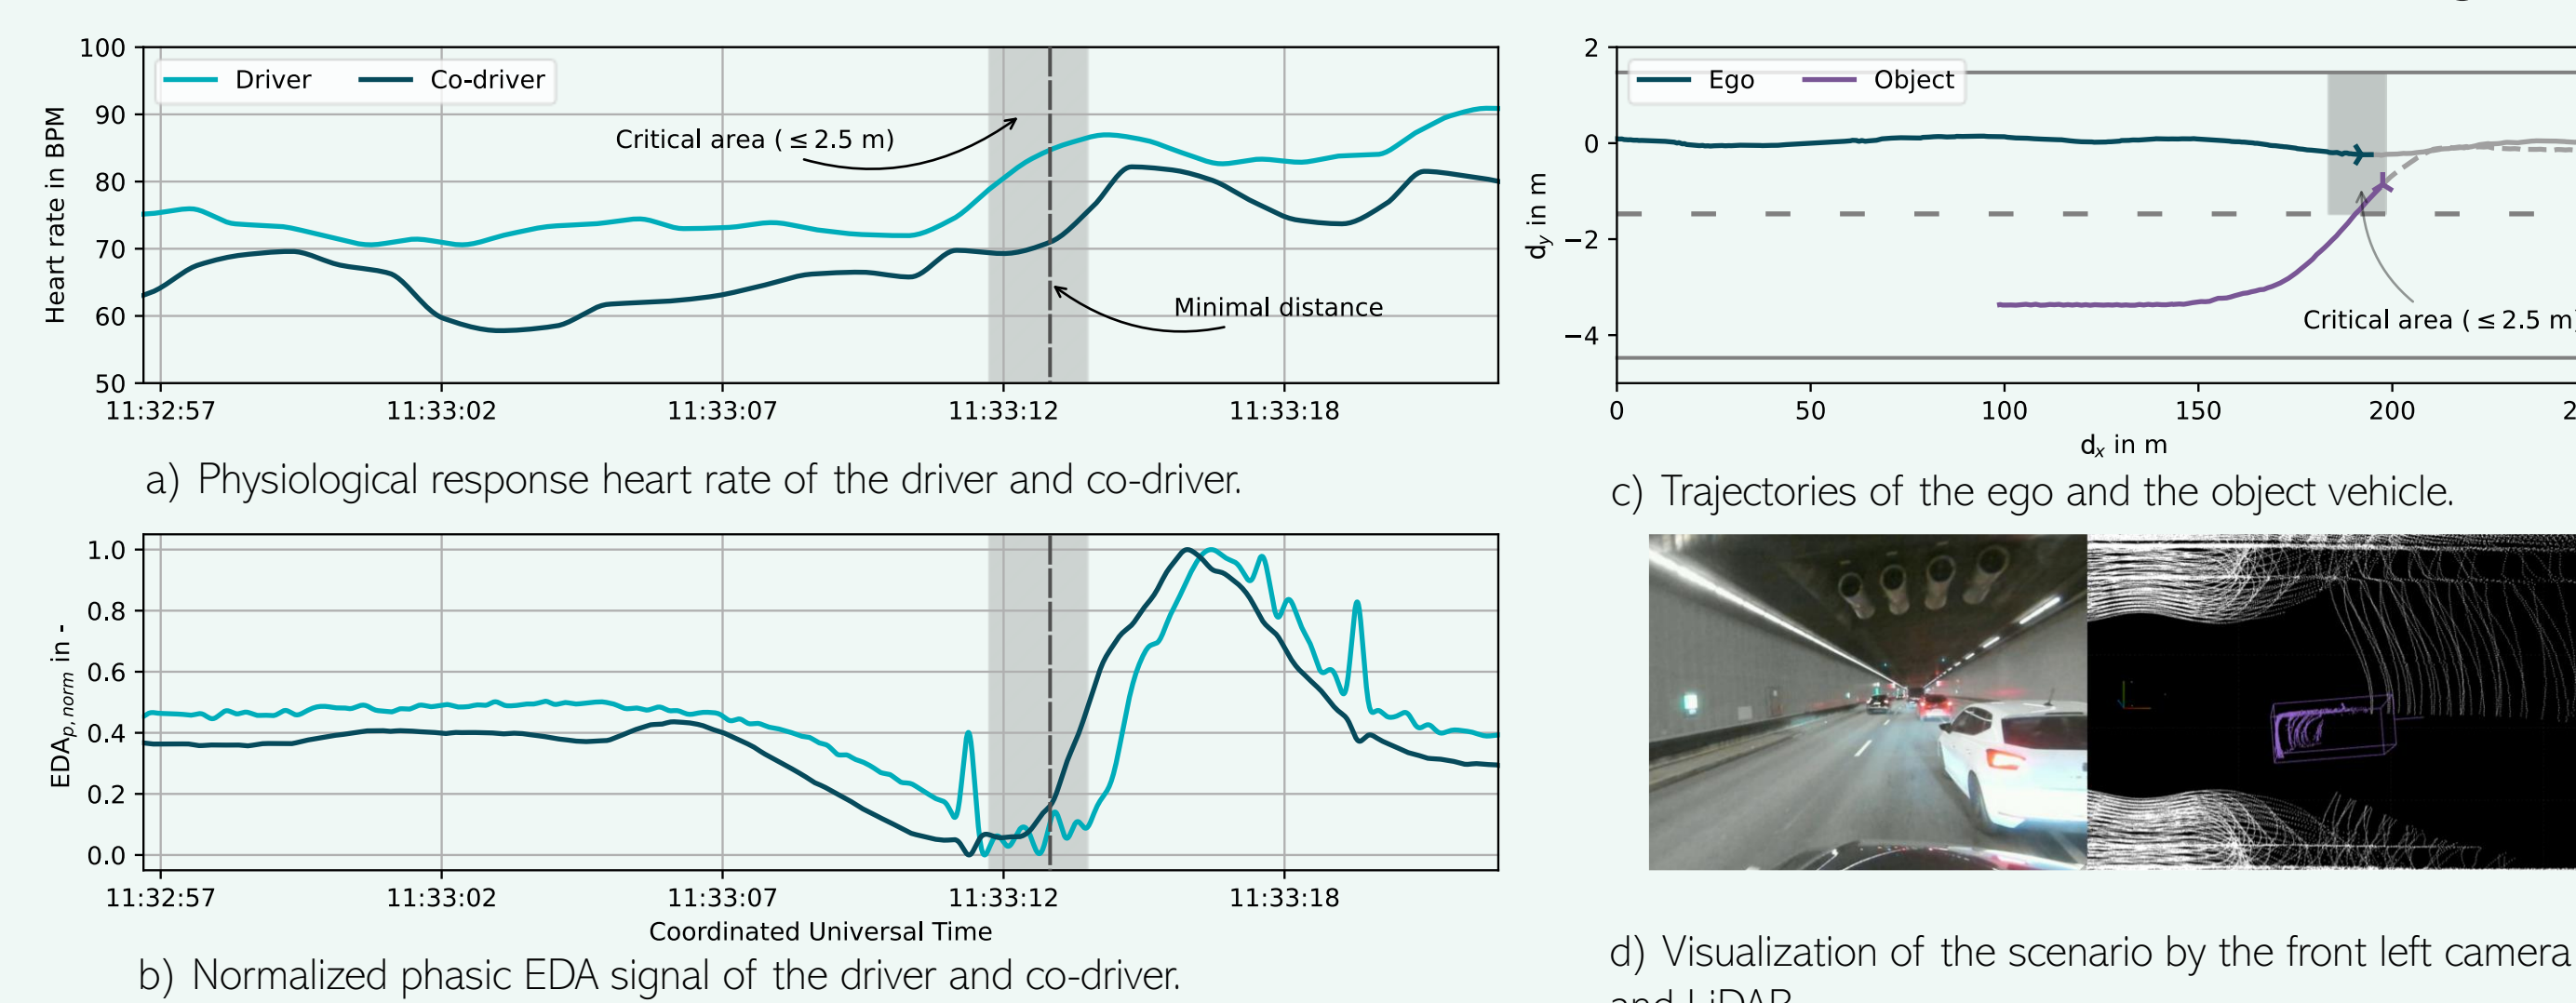 100
90
80
70
60
50
Heart rate in BPM
Driver
Co-driver
Critical area (≤2.5 m)
Minimal distance
11:32:57
11:33:02
11:33:07
11:33:12
11:33:18
a) Physiological response heart rate of the driver and co-driver.
1.0
0.8
0.6
0.4
0.2
0.0
EDAp,norm in -
11:32:57
11:33:02
11:33:07
11:33:12
11:33:18
Coordinated Universal Time
b) Normalized phasic EDA signal of the driver and co-driver.
2
0
−2
−4
dy in m
Ego
Object
Critical area (≤2.5 m)
0
50
100
150
200
dx in m
c) Trajectories of the ego and the object vehicle.
d) Visualization of the scenario by the front left camera
and LiDAR